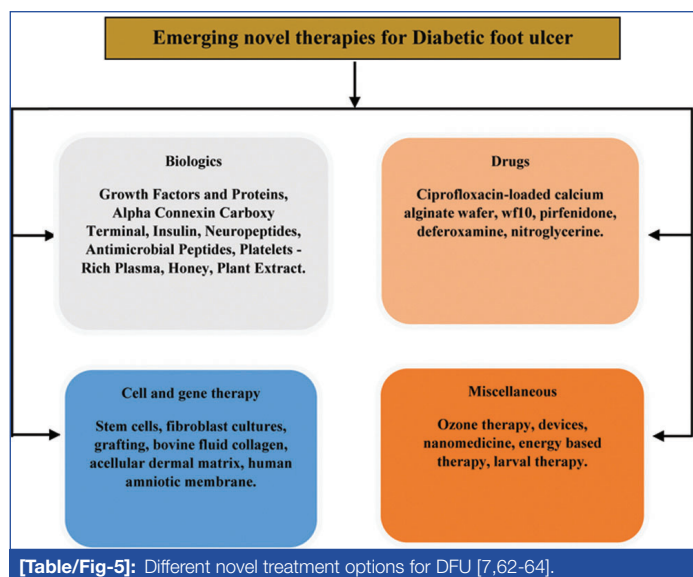 Emerging novel therapies for Diabetic foot ulcer
Biologics
Growth Factors and Proteins,
Alpha Connexin Carboxy
Terminal, Insulin, Neuropeptides,
Antimicrobial Peptides, Platelets -
Rich Plasma, Honey, Plant Extract.
Drugs
Ciprofloxacin-loaded calcium
alginate wafer, wf10, pirfenidone,
deferoxamine, nitroglycerine.
Cell and gene therapy
Stem cells, fibroblast cultures,
grafting, bovine fluid collagen,
acellular dermal matrix, human
amniotic membrane.
Miscellaneous
Ozone therapy, devices,
nanomedicine, energy based
therapy, larval therapy.
[Table/Fig-5]: Different novel treatment options for DFU [7,62-64].